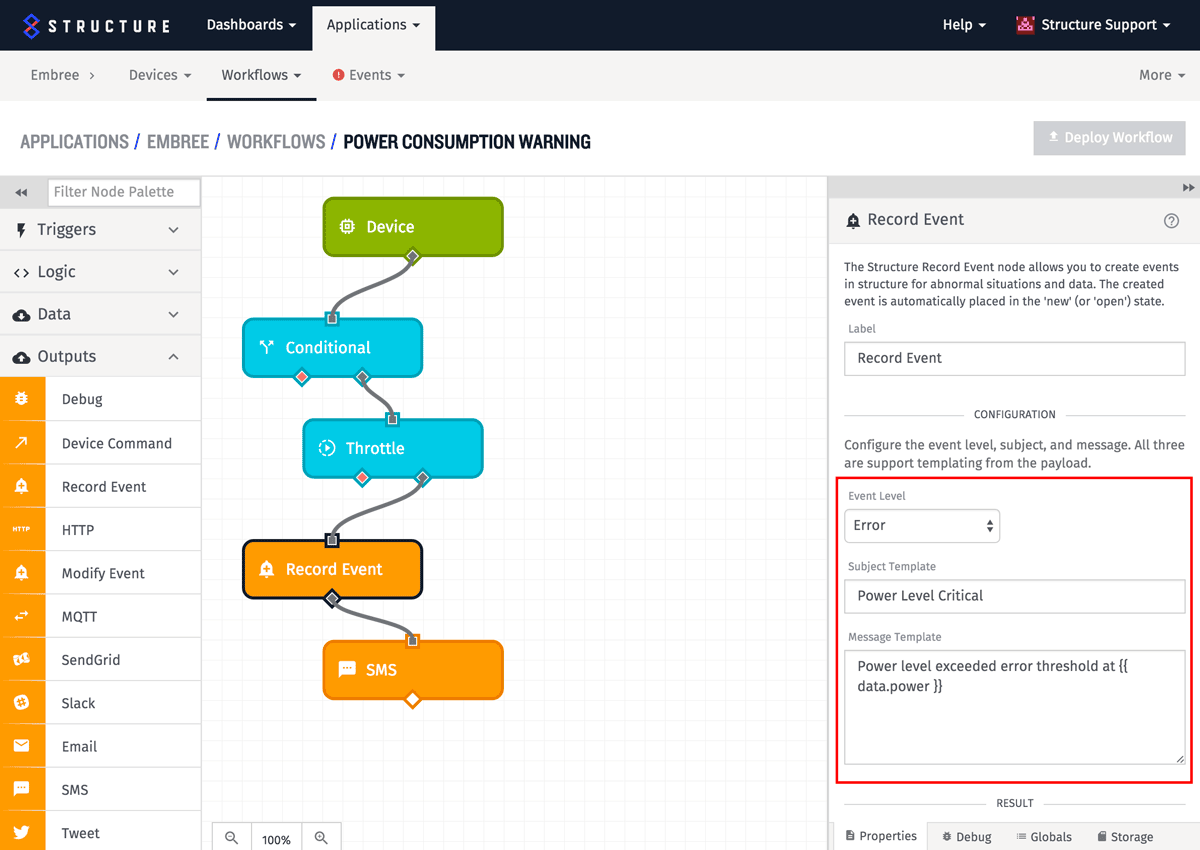 STRUCTURE Dashboards Applications Help Structure Support
Embree Devices Workflows Events More
APPLICATIONS / EMBREE / WORKFLOWS / POWER CONSUMPTION WARNING
Deploy Workflow
Filter Node Palette
Triggers
Logic
Data
Outputs
Debug
Device Command
Record Event
HTTP HTTP
Modify Event
MQTT
SendGrid
Slack
Email
SMS
Tweet
Device
Conditional
Throttle
Record Event
SMS
100%
Record Event
The Structure Record Event node allows you to create events
in structure for abnormal situations and data. The created
event is automatically placed in the 'new' (or 'open') state.
Label
Record Event
CONFIGURATION
Configure the event level, subject, and message. All three
are support templating from the payload.
Event Level
Error
Subject Template
Power Level Critical
Message Template
Power level exceeded error threshold at {{
data.power }}
RESULT
Properties Debug Globals Storage